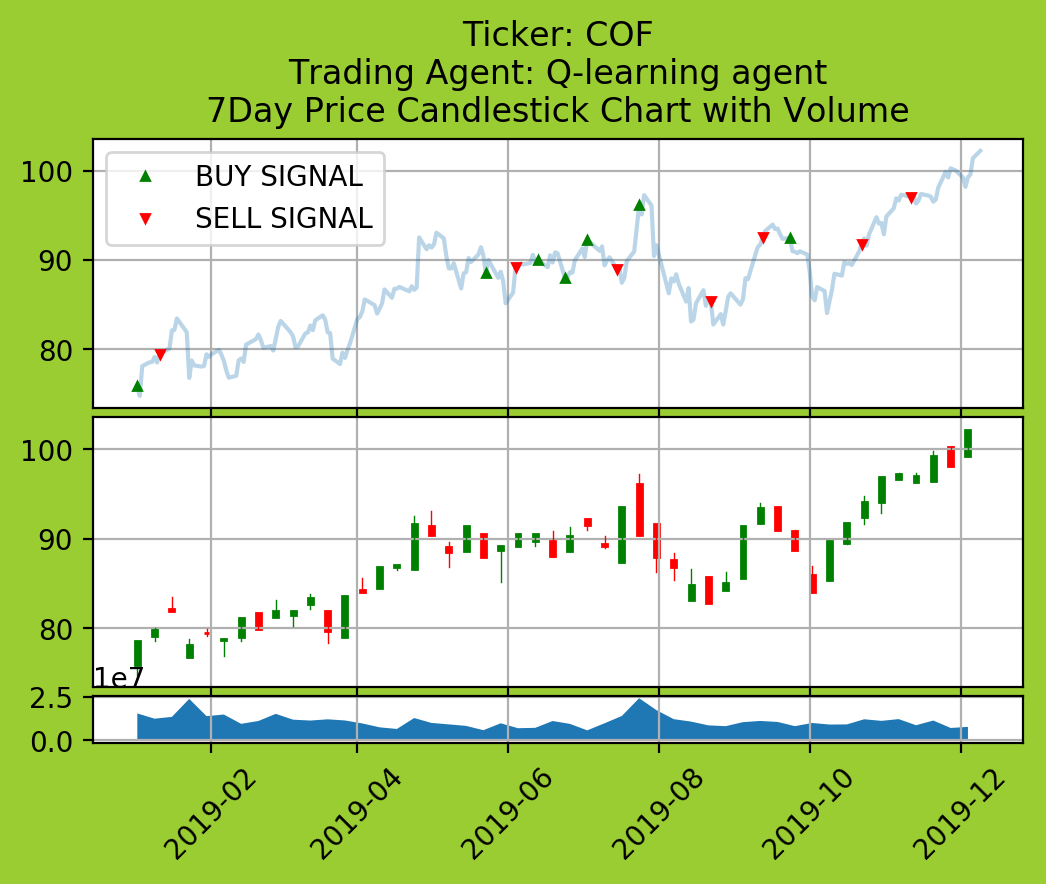 Ticker: COF
Trading Agent: Q-learning agent
7Day Price Candlestick Chart with Volume
BUY SIGNAL
SELL SIGNAL
100
90
80
100
90
80
1e7
2.5
0.0
2019-02
2019-04
2019-06
2019-08
2019-10
2019-12